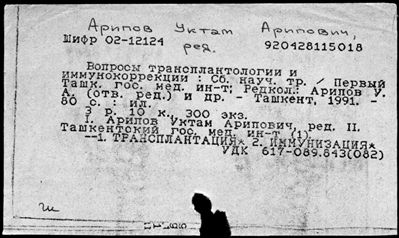 Арипов Уктам Арипович,
ред.
Шифр 02-12124 920428115018
Вопросы трансплантологии и
иммунокоррекции : Сб. науч. тр. / Первый
Ташк. гос. мед. ин-т; Редкол.: Арипов У.
А. (отв. ред.) и др. - Ташкент, 1991. -
80 с. : ил.
3 р. 10 к. 300 экз.
I. Арипов Уктам Арипович, ред. II.
Ташкентский гос. мед. ин-т (1).
--1. ТРАНСПЛАНТАЦИЯ* 2. ИММУНИЗАЦИЯ*
УДК 617-089.843(082)